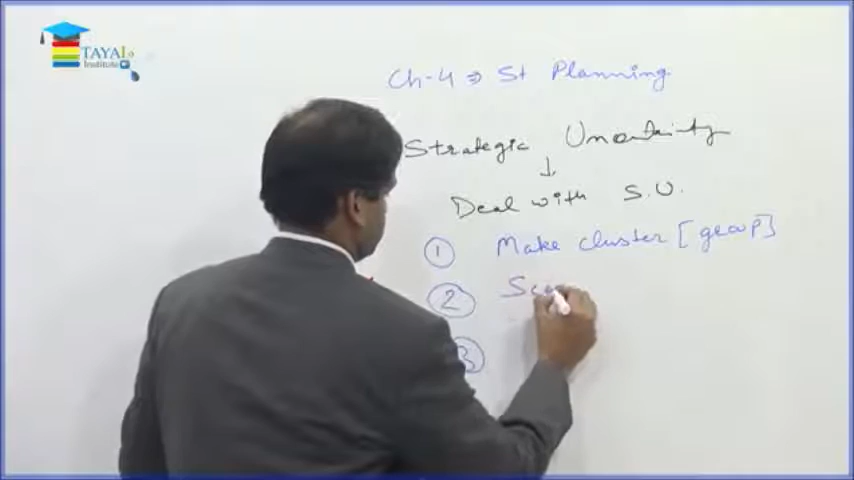 TAYAL
Institute
Ch-4 ⇒ St Planning
Strategic Uncertainty
↓
Deal with S.U.
① Make cluster [group]
②
③